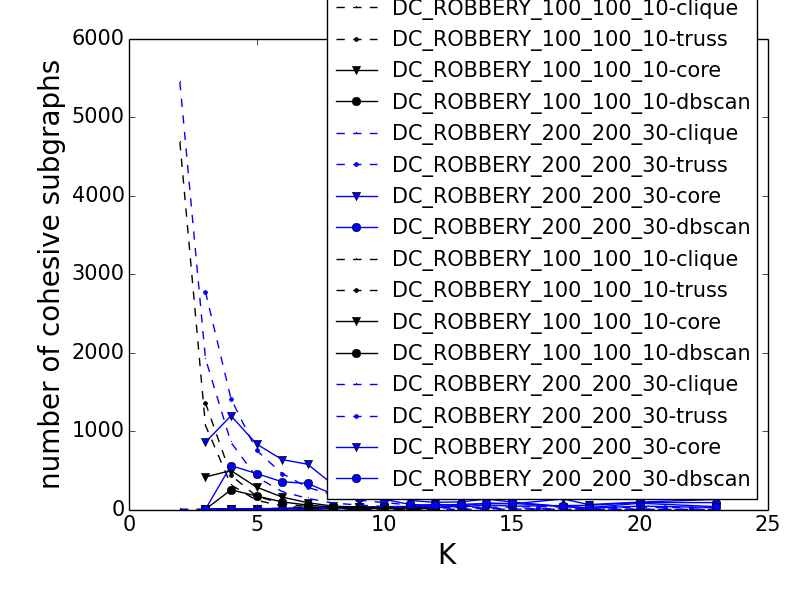 DC_ROBBERY_100_100_10-clique
DC_ROBBERY_100_100_10-truss
DC_ROBBERY_100_100_10-core
DC_ROBBERY_100_100_10-dbscan
DC_ROBBERY_200_200_30-clique
DC_ROBBERY_200_200_30-truss
DC_ROBBERY_200_200_30-core
DC_ROBBERY_200_200_30-dbscan
DC_ROBBERY_100_100_10-clique
DC_ROBBERY_100_100_10-truss
DC_ROBBERY_100_100_10-core
DC_ROBBERY_100_100_10-dbscan
DC_ROBBERY_200_200_30-clique
DC_ROBBERY_200_200_30-truss
DC_ROBBERY_200_200_30-core
DC_ROBBERY_200_200_30-dbscan
6000
5000
4000
3000
2000
1000
0
number of cohesive subgraphs
0 5 10 15 20 25
K